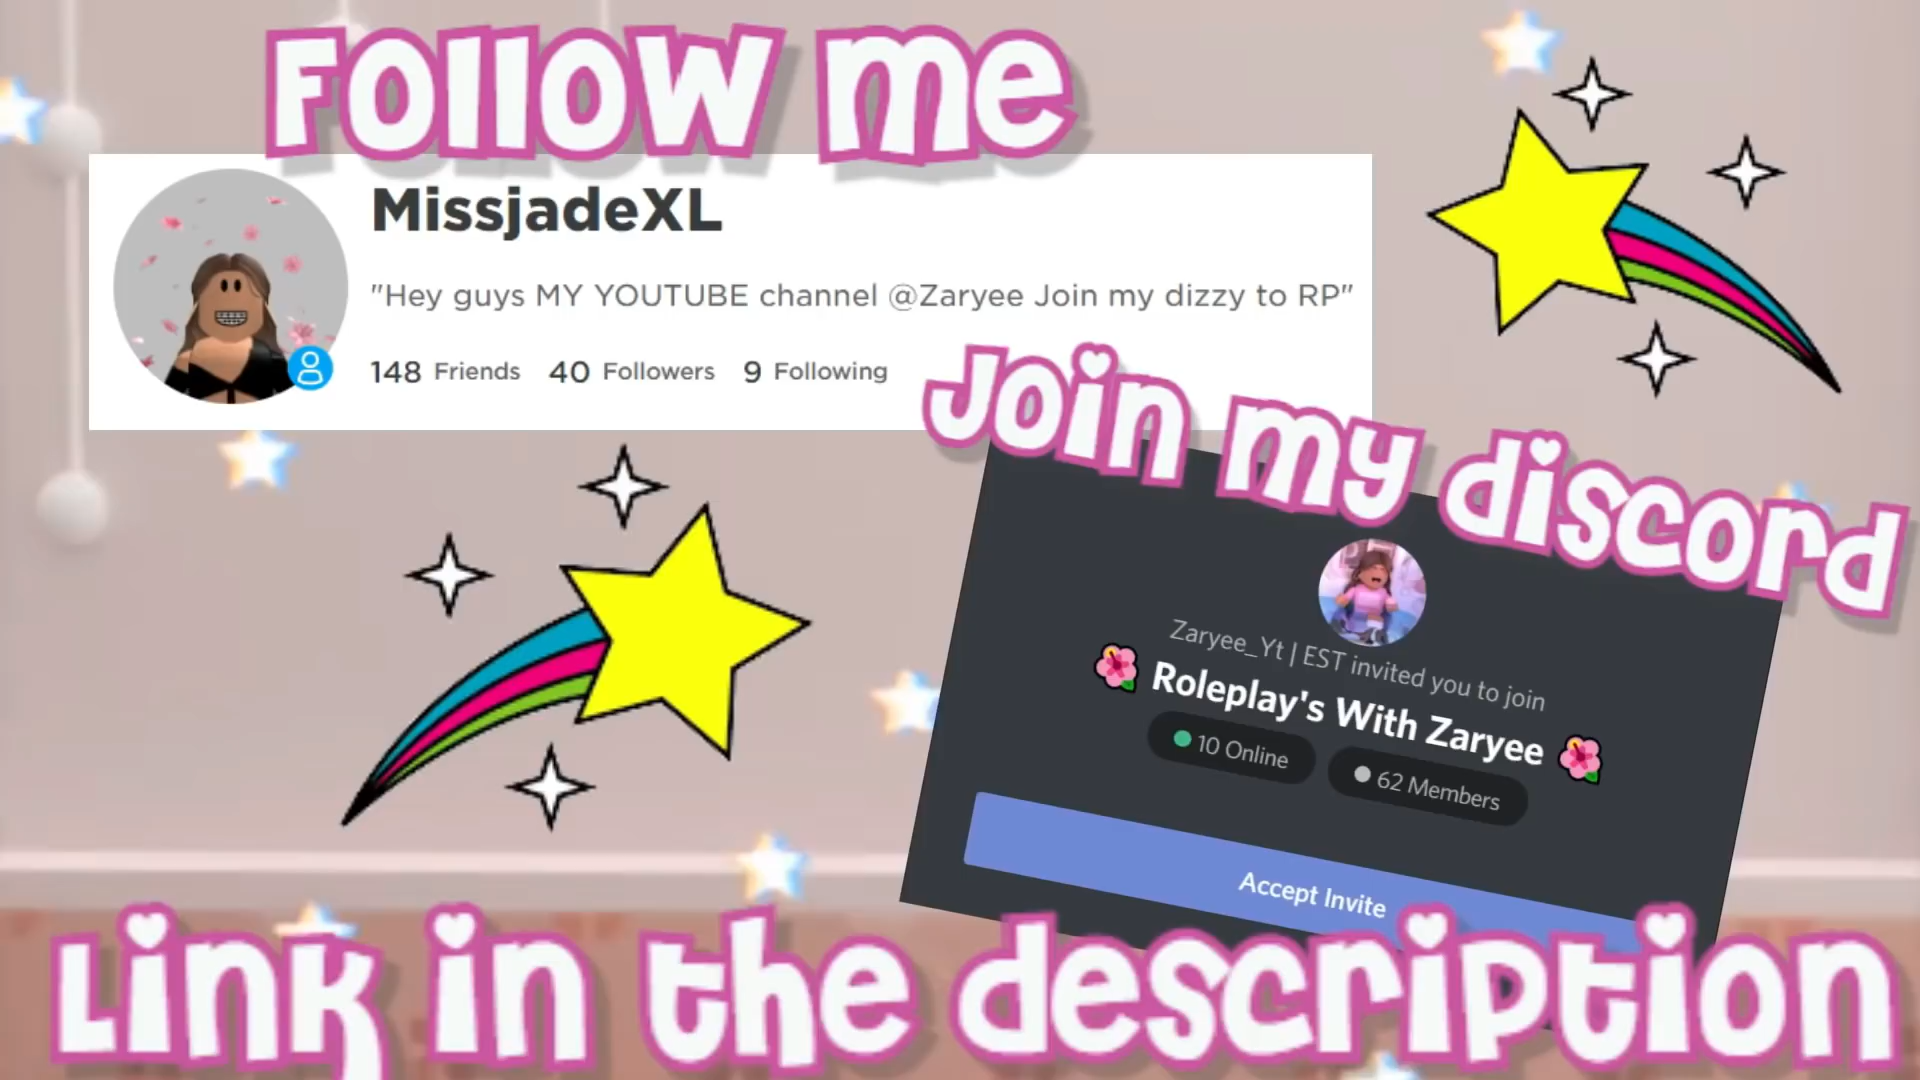 Follow me
MissjadeXL
"Hey guys MY YOUTUBE channel @Zaryee Join my dizzy to RP"
148 Friends 40 Followers 9 Following
Join my discord
Zaryee_Yt | EST invited you to join
🌺 Roleplay's With Zaryee 🌺
10 Online 62 Members
Accept Invite
Link in the description